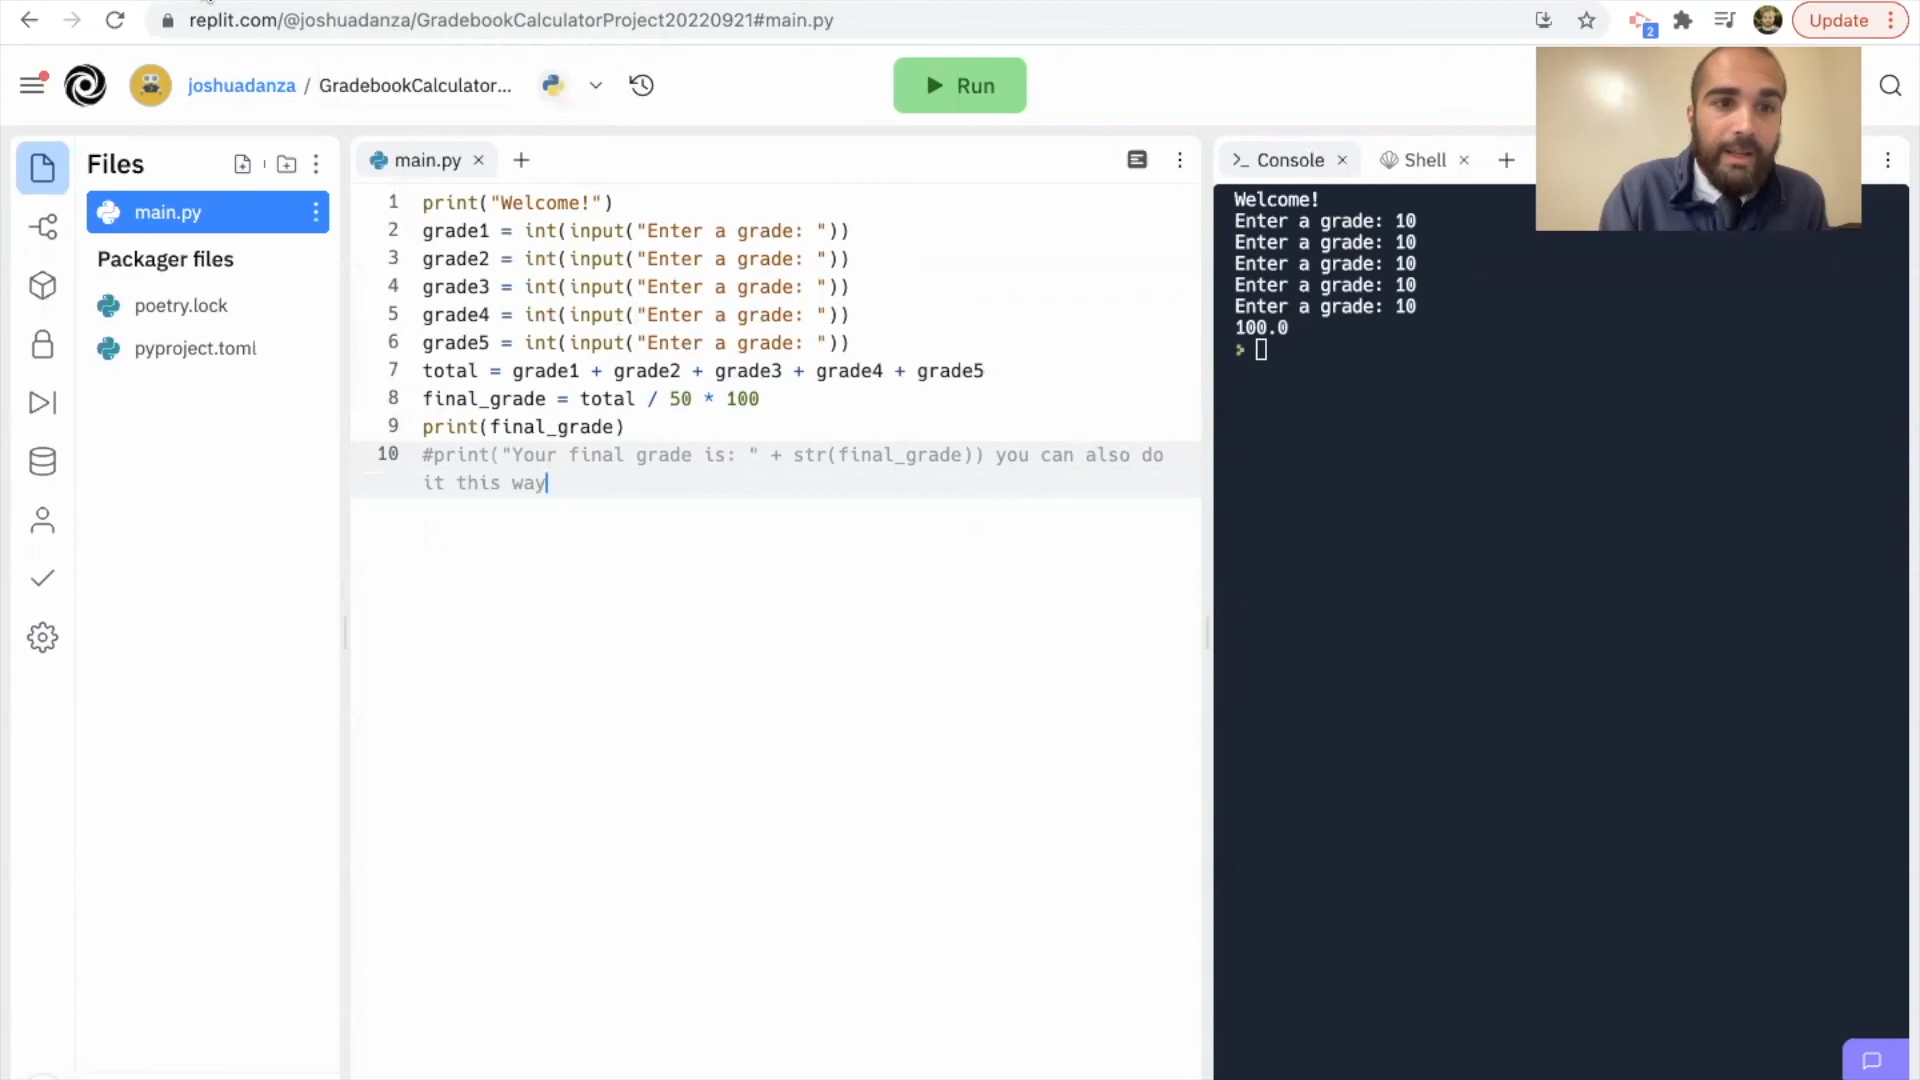 replit.com/@joshuadanza/GradebookCalculatorProject20220921#main.py
2
Update
joshuadanza / GradebookCalculator...
Run
Files
main.py
Packager files
poetry.lock
pyproject.toml
main.py
1 print("Welcome!")
2 grade1 = int(input("Enter a grade: "))
3 grade2 = int(input("Enter a grade: "))
4 grade3 = int(input("Enter a grade: "))
5 grade4 = int(input("Enter a grade: "))
6 grade5 = int(input("Enter a grade: "))
7 total = grade1 + grade2 + grade3 + grade4 + grade5
8 final_grade = total / 50 * 100
9 print(final_grade)
10 #print("Your final grade is: " + str(final_grade)) you can also do
it this way
Console
Shell
Welcome!
Enter a grade: 10
Enter a grade: 10
Enter a grade: 10
Enter a grade: 10
Enter a grade: 10
100.0